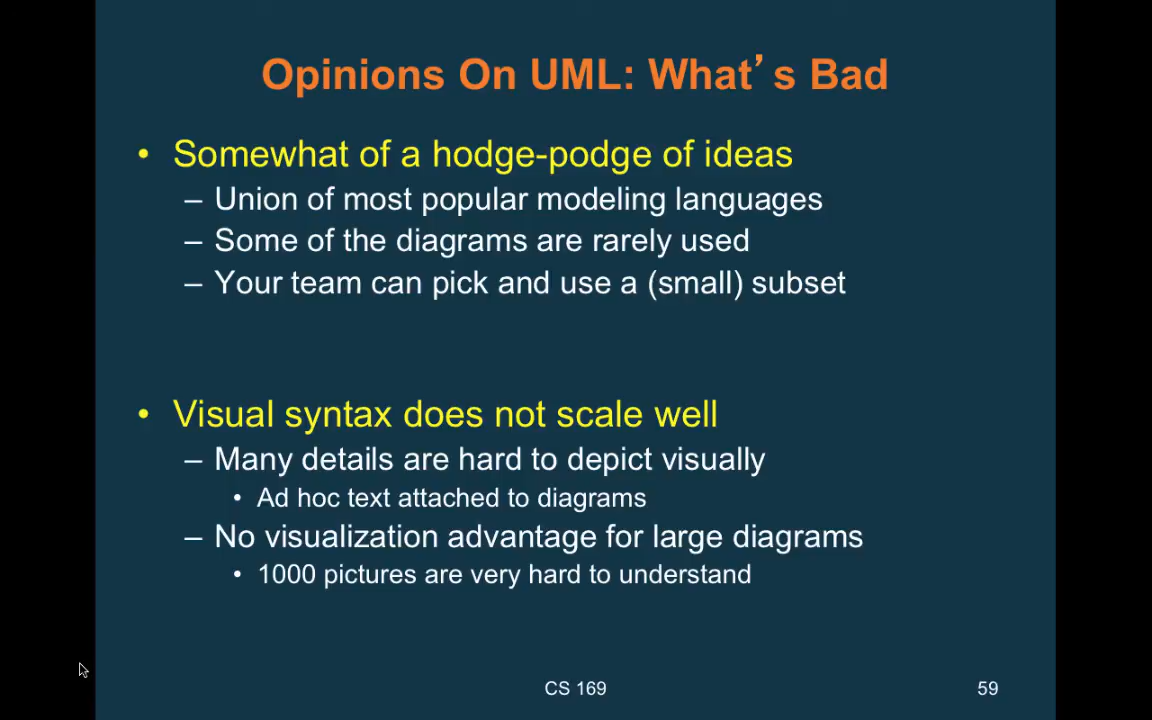 Opinions On UML: What’s Bad
• Somewhat of a hodge-podge of ideas
– Union of most popular modeling languages
– Some of the diagrams are rarely used
– Your team can pick and use a (small) subset
• Visual syntax does not scale well
– Many details are hard to depict visually
• Ad hoc text attached to diagrams
– No visualization advantage for large diagrams
• 1000 pictures are very hard to understand
CS 169
59